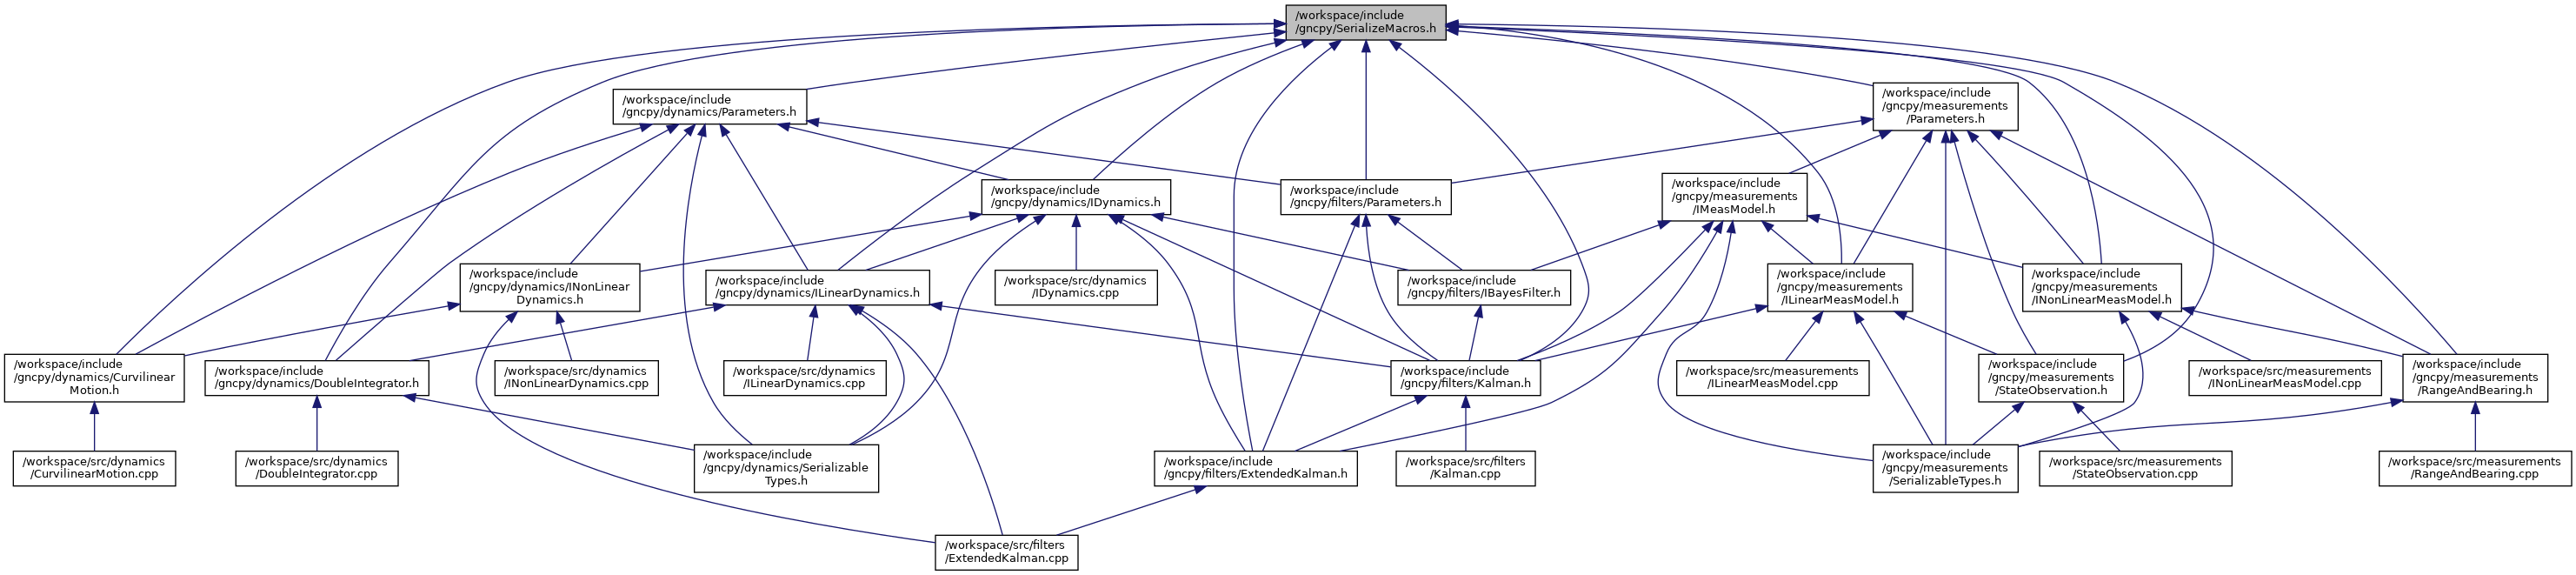 /workspace/include
/gncpy/SerializeMacros.h
/workspace/include
/gncpy/dynamics/Parameters.h
/workspace/include
/gncpy/measurements
/Parameters.h
/workspace/include
/gncpy/dynamics/IDynamics.h
/workspace/include
/gncpy/filters/Parameters.h
/workspace/include
/gncpy/measurements
/IMeasModel.h
/workspace/include
/gncpy/dynamics/INonLinear
Dynamics.h
/workspace/include
/gncpy/dynamics/ILinearDynamics.h
/workspace/src/dynamics
/IDynamics.cpp
/workspace/include
/gncpy/filters/IBayesFilter.h
/workspace/include
/gncpy/measurements
/ILinearMeasModel.h
/workspace/include
/gncpy/measurements
/INonLinearMeasModel.h
/workspace/include
/gncpy/dynamics/Curvilinear
Motion.h
/workspace/include
/gncpy/dynamics/DoubleIntegrator.h
/workspace/src/dynamics
/INonLinearDynamics.cpp
/workspace/src/dynamics
/ILinearDynamics.cpp
/workspace/include
/gncpy/filters/Kalman.h
/workspace/src/measurements
/ILinearMeasModel.cpp
/workspace/include
/gncpy/measurements
/StateObservation.h
/workspace/src/measurements
/INonLinearMeasModel.cpp
/workspace/include
/gncpy/measurements
/RangeAndBearing.h
/workspace/src/dynamics
/CurvilinearMotion.cpp
/workspace/src/dynamics
/DoubleIntegrator.cpp
/workspace/include
/gncpy/dynamics/Serializable
Types.h
/workspace/include
/gncpy/filters/ExtendedKalman.h
/workspace/src/filters
/Kalman.cpp
/workspace/include
/gncpy/measurements
/SerializableTypes.h
/workspace/src/measurements
/StateObservation.cpp
/workspace/src/measurements
/RangeAndBearing.cpp
/workspace/src/filters
/ExtendedKalman.cpp